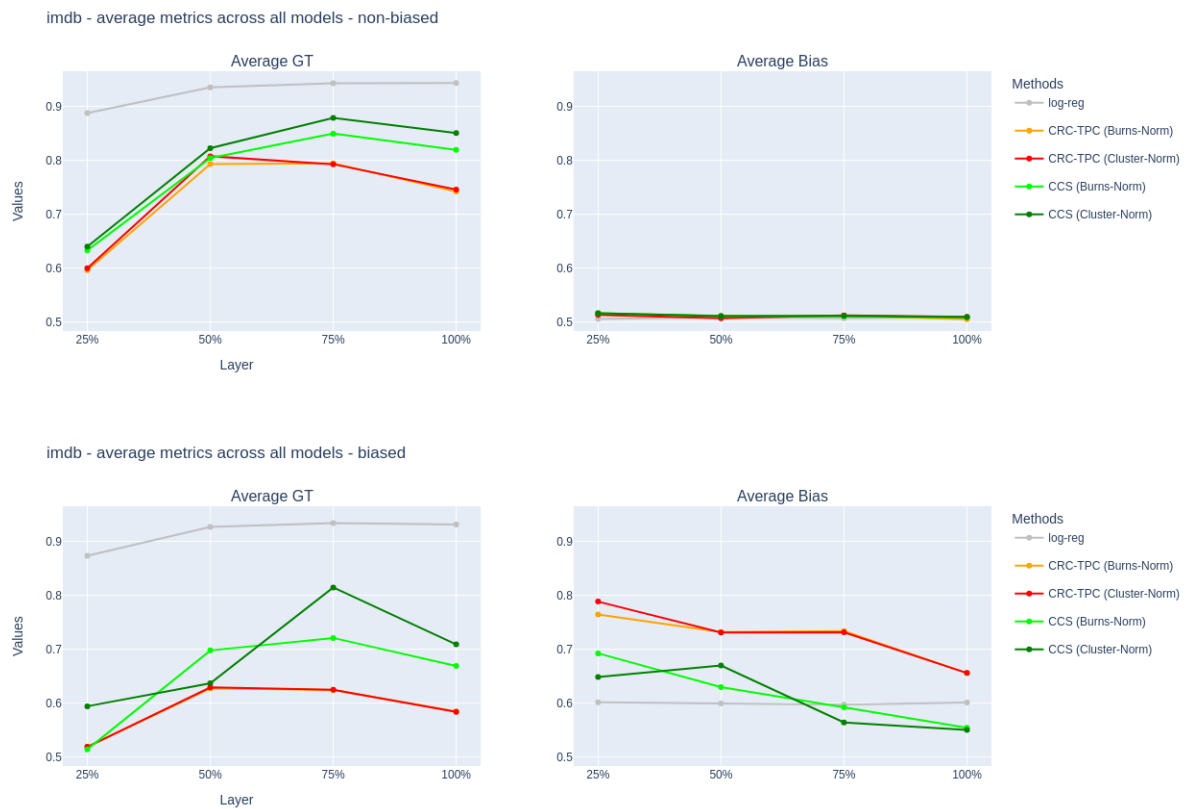 imdb - average metrics across all models - non-biased
Average GT
Average Bias
Values
0.9
0.8
0.7
0.6
0.5
25%
50%
75%
100%
Layer
0.9
0.8
0.7
0.6
0.5
25%
50%
75%
100%
Methods
log-reg
CRC-TPC (Burns-Norm)
CRC-TPC (Cluster-Norm)
CCS (Burns-Norm)
CCS (Cluster-Norm)
imdb - average metrics across all models - biased
Average GT
Average Bias
Values
0.9
0.8
0.7
0.6
0.5
25%
50%
75%
100%
Layer
0.9
0.8
0.7
0.6
0.5
25%
50%
75%
100%
Methods
log-reg
CRC-TPC (Burns-Norm)
CRC-TPC (Cluster-Norm)
CCS (Burns-Norm)
CCS (Cluster-Norm)